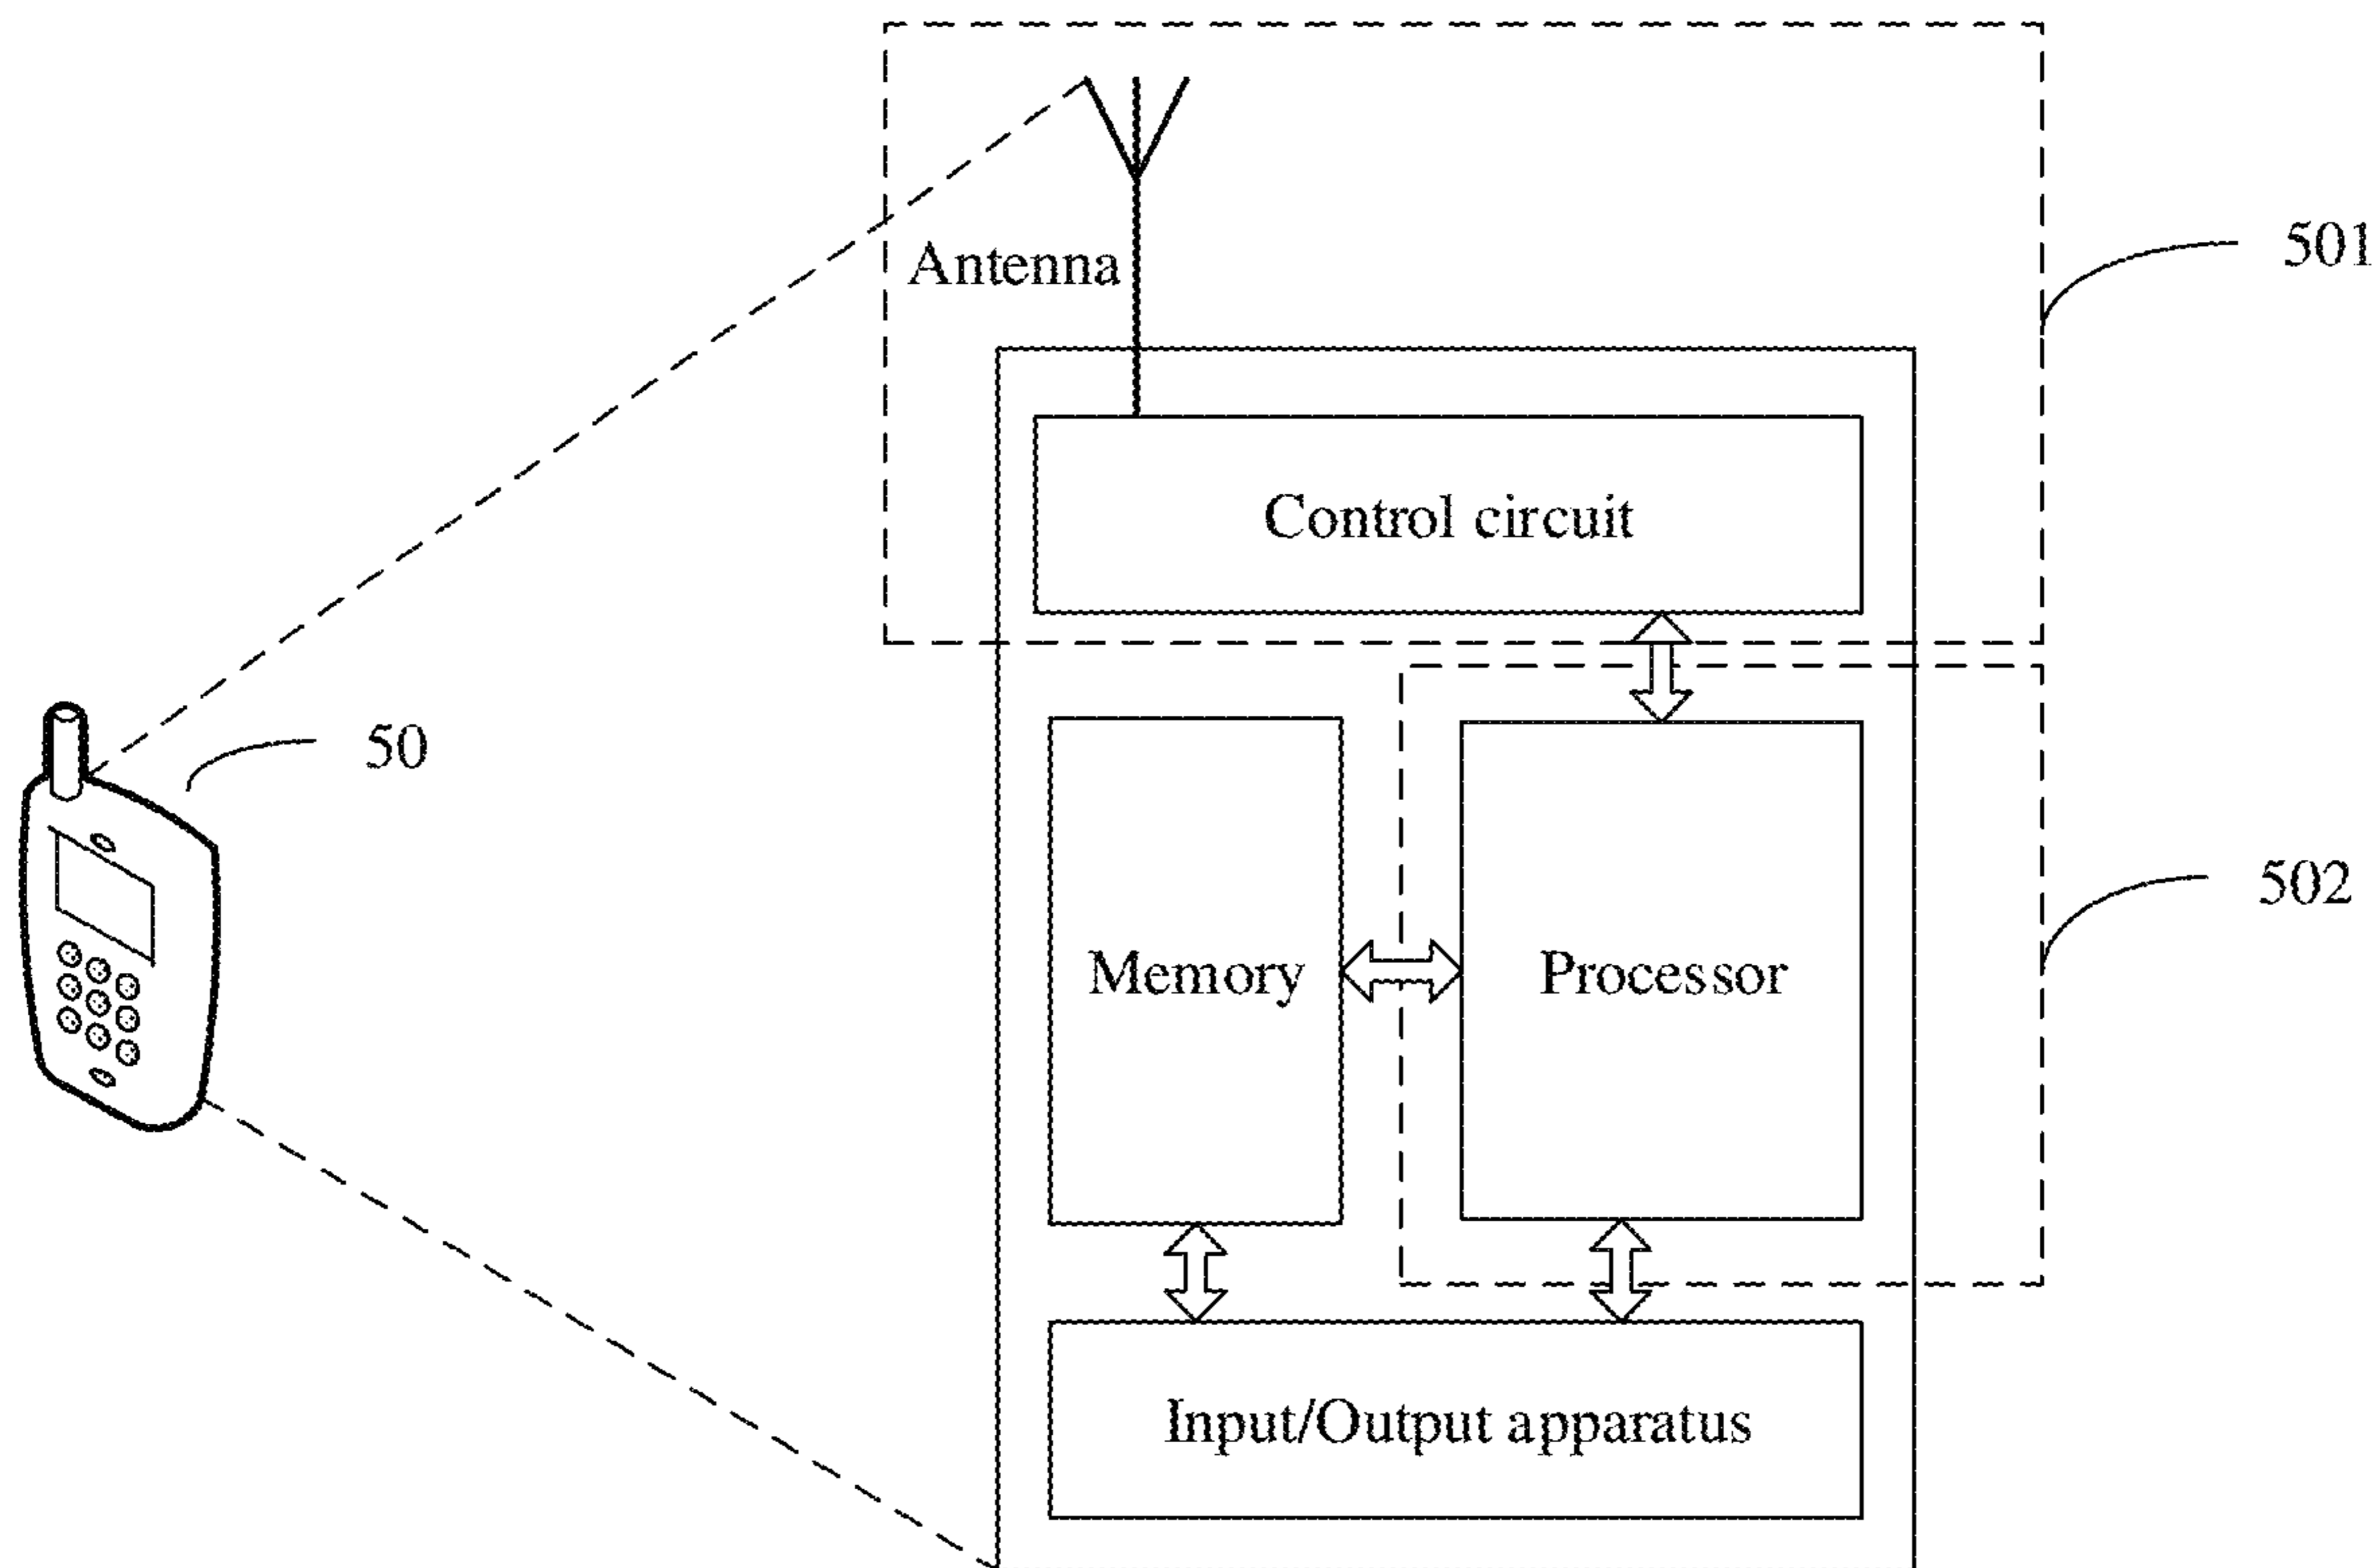 Antenna
501
Control circuit
50
502
Memory
Processor
Input/Output apparatus